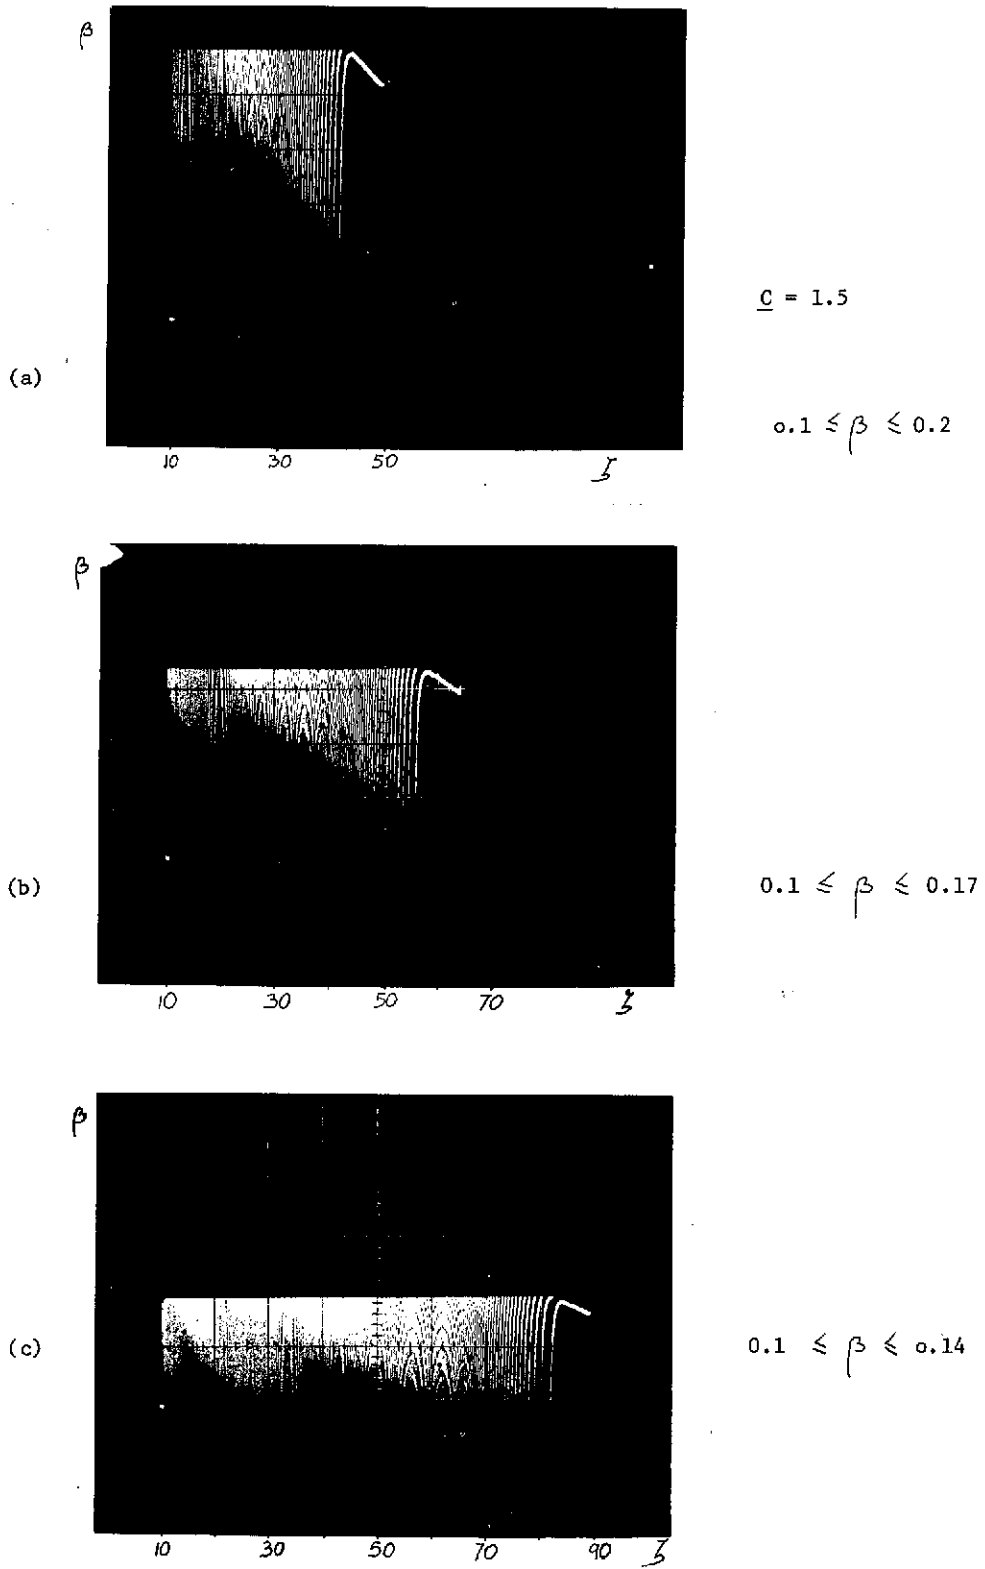 β
C = 1.5
(a)
0.1 ≤ β ≤ 0.2
10 30 50 ζ
β
(b)
0.1 ≤ β ≤ 0.17
10 30 50 70 ζ
β
(c)
0.1 ≤ β ≤ 0.14
10 30 50 70 90 ζ